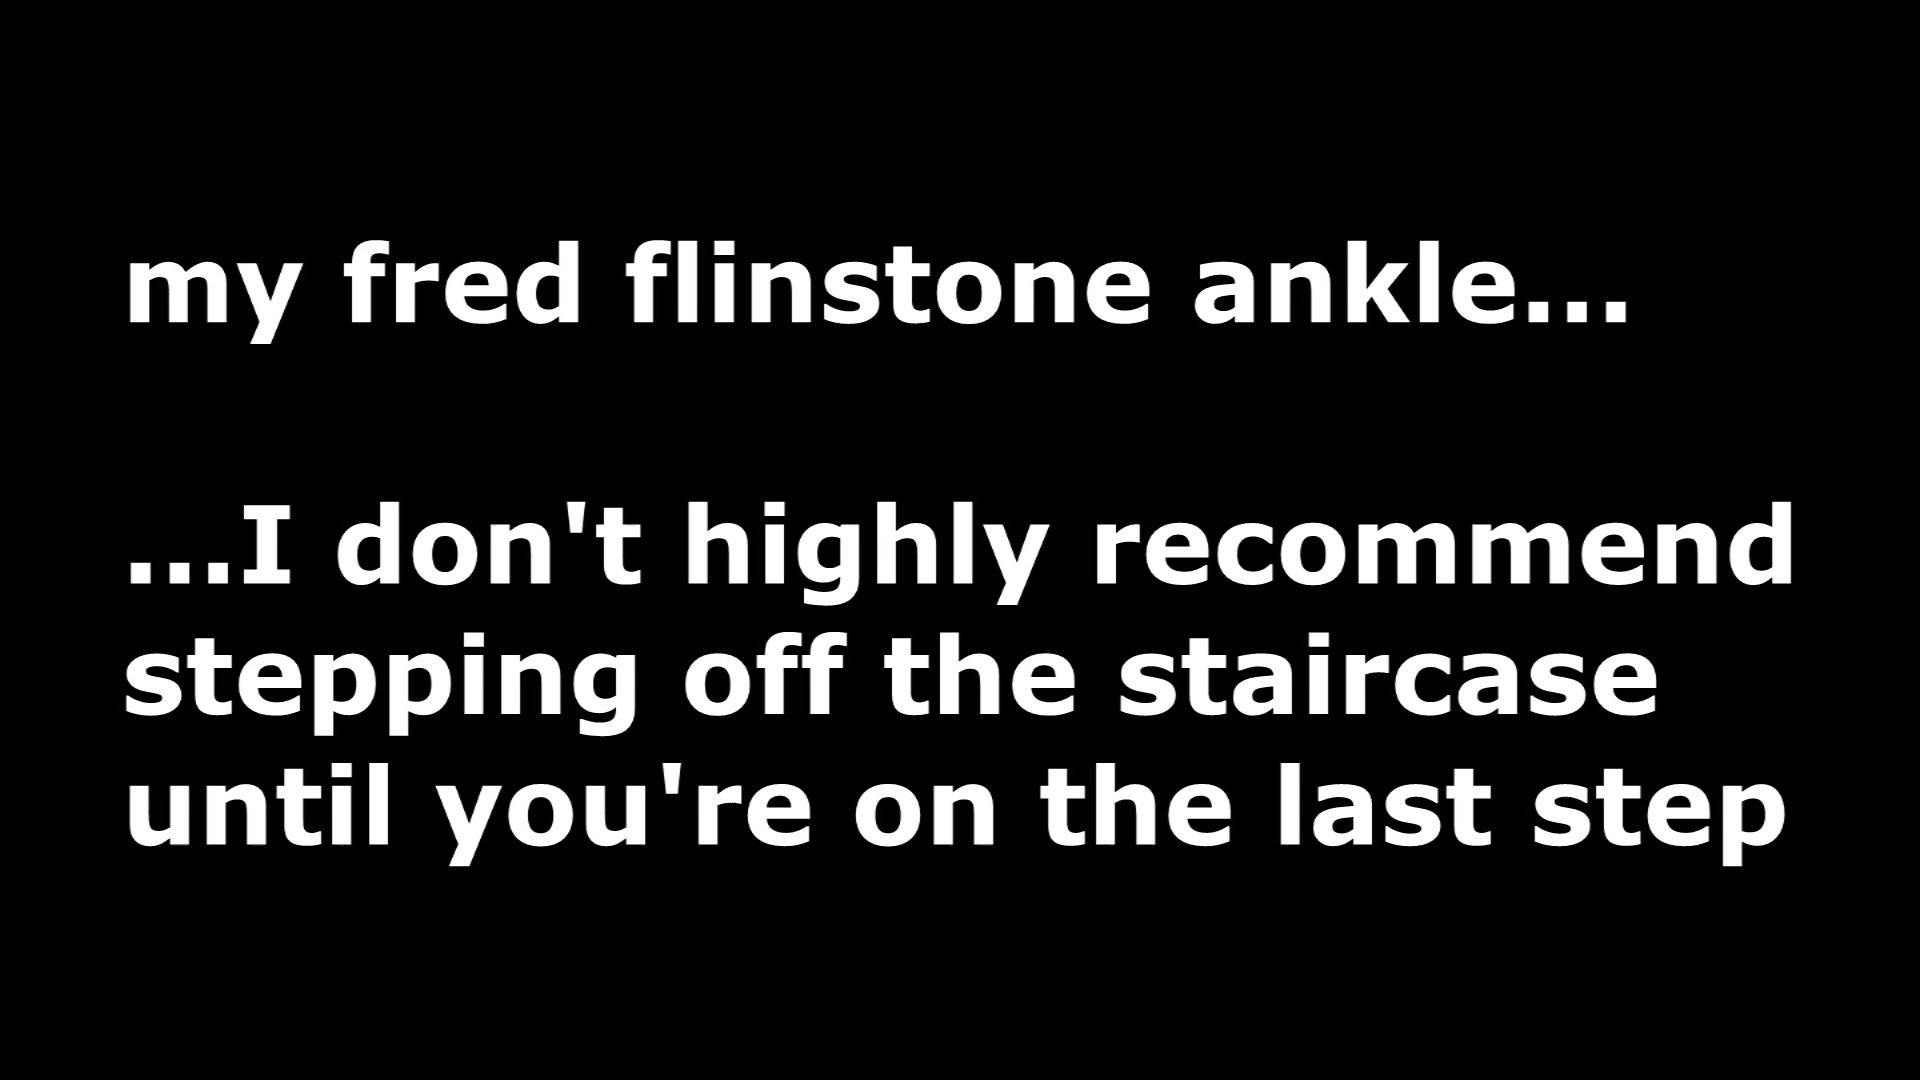 my fred flinstone ankle...
...I don't highly recommend
stepping off the staircase
until you're on the last step